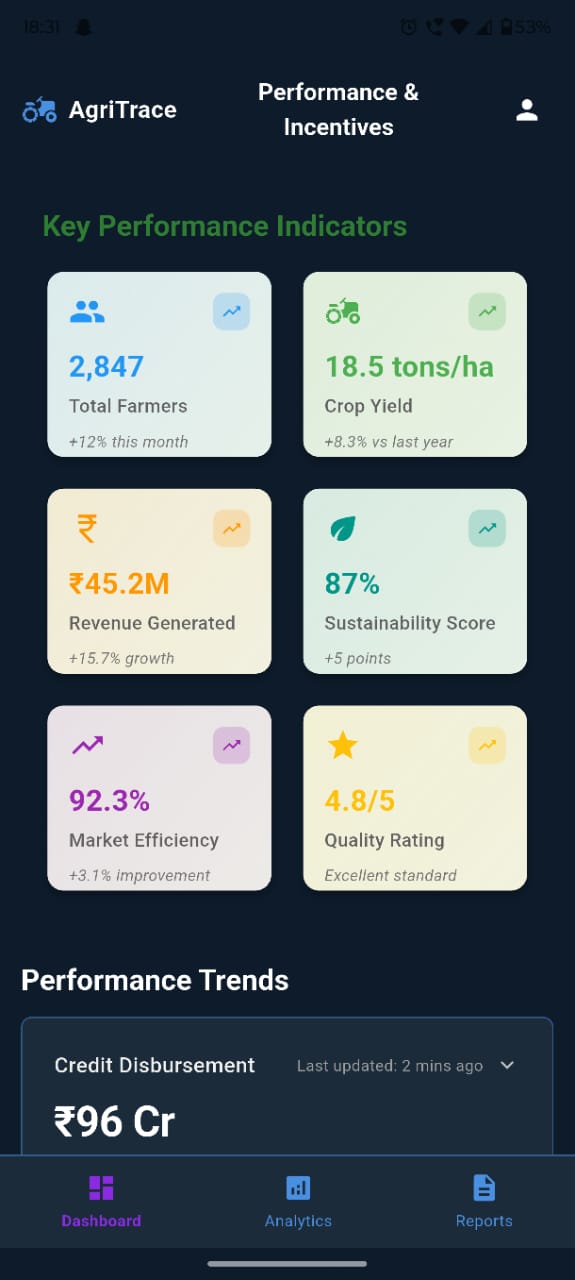 18:31
53%
AgriTrace
Performance &
Incentives
Key Performance Indicators
2,847
Total Farmers
+12% this month
18.5 tons/ha
Crop Yield
+8.3% vs last year
₹
₹45.2M
Revenue Generated
+15.7% growth
87%
Sustainability Score
+5 points
92.3%
Market Efficiency
+3.1% improvement
4.8/5
Quality Rating
Excellent standard
Performance Trends
Credit Disbursement
Last updated: 2 mins ago
₹96 Cr
Dashboard
Analytics
Reports